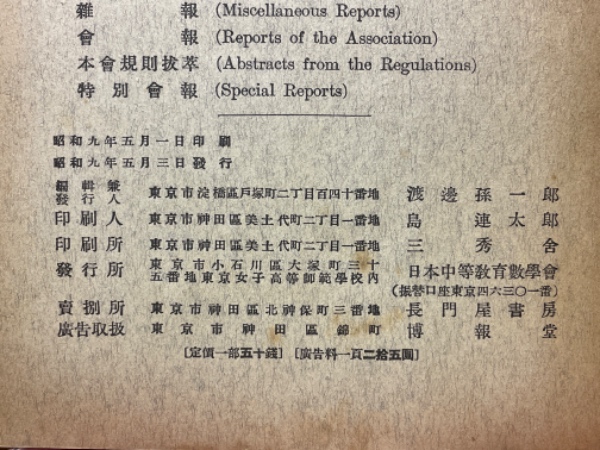 雜報 (Miscellaneous Reports)
會報 (Reports of the Association)
本會規則拔萃 (Abstracts from the Regulations)
特別會報 (Special Reports)
昭和九年五月一日印刷
昭和九年五月三日發行
編輯兼發行人 東京市淀橋區戸塚町二丁目百四十番地 渡邊孫一郎
印刷人 東京市神田區美土代町二丁目一番地 島連太郎
印刷所 東京市神田區美土代町二丁目一番地 三秀舍
發行所 東京市小石川區大塚町三十五番地東京女子高等師範學校内 日本中等敎育數學會
(振替口座東京四六三〇一番)
賣捌所 東京市神田區北神保町三番地 長門屋書房
廣告取扱 東京市神田區錦町 博報堂
〔定價一部五十錢〕〔廣告料一頁二拾五圓〕